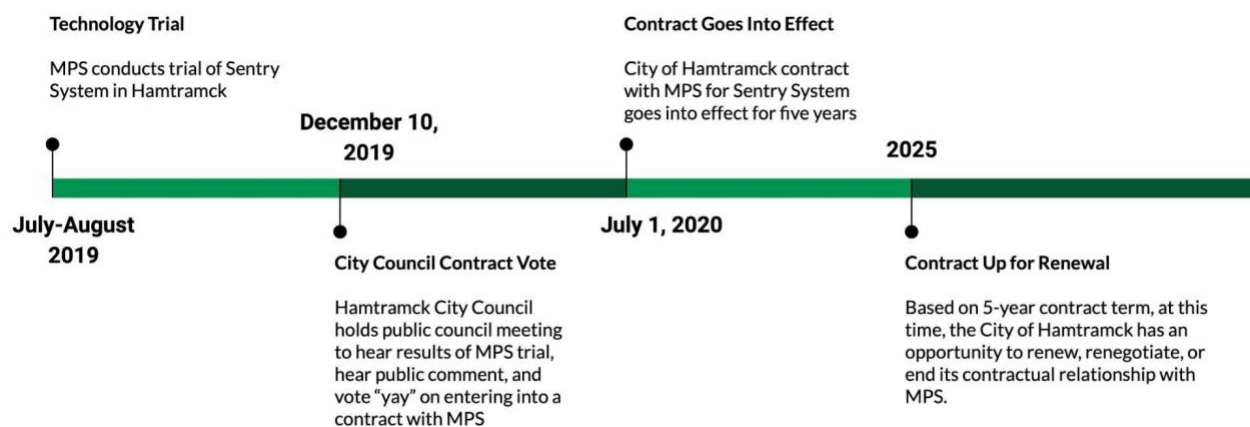 Technology Trial
MPS conducts trial of Sentry
System in Hamtramck
July-August
2019
December 10,
2019
City Council Contract Vote
Hamtramck City Council
holds public council meeting
to hear results of MPS trial,
hear public comment, and
vote “yay” on entering into a
contract with MPS
Contract Goes Into Effect
City of Hamtramck contract
with MPS for Sentry System
goes into effect for five years
July 1, 2020
2025
Contract Up for Renewal
Based on 5-year contract term, at this
time, the City of Hamtramck has an
opportunity to renew, renegotiate, or
end its contractual relationship with
MPS.